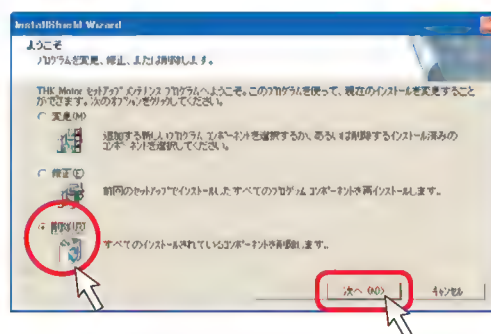 InstallShield Wizard
ようこそ
プログラムを変更、修正、または削除します。
THK Motor セットアップ メンテナンス プログラムへようこそ。このプログラムを使って、現在のインストールを変更すること
ができます。次のオプションをクリックしてください。
変更(M)
追加する新しいプログラム コンポーネントを選択するか、あるいは削除するインストール済みの
コンポーネントを選択してください。
修正(E)
前回のセットアップでインストールした すべてのプログラム コンポーネントを再インストールします。
削除(R)
すべてのインストールされているコンポーネントを削除します。
次へ (N)>
キャンセル